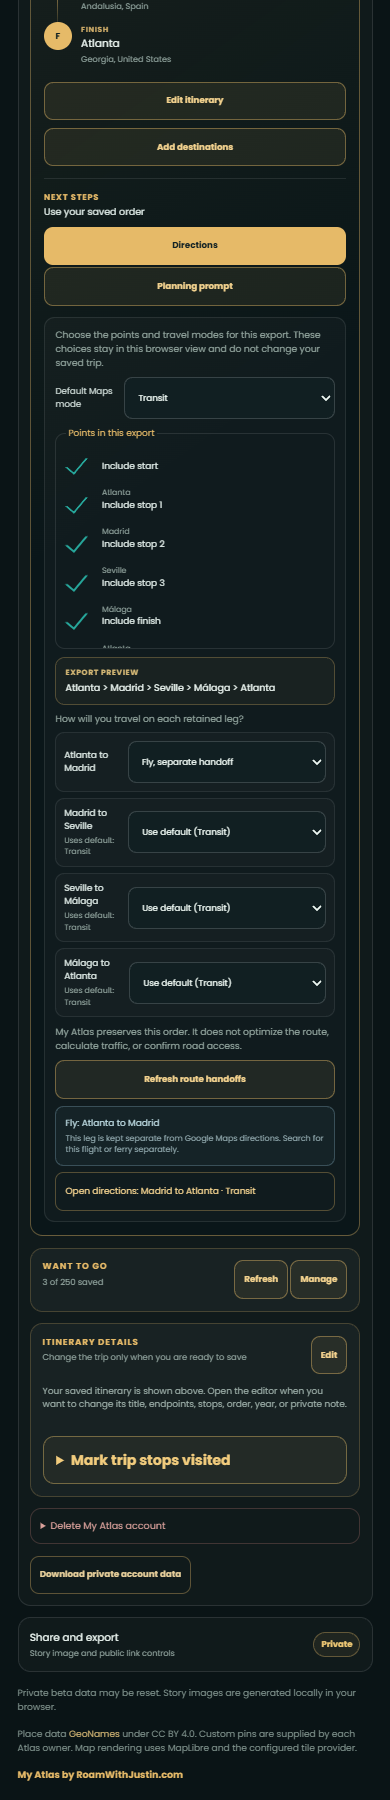 Andalusia, Spain
F
FINISH
Atlanta
Georgia, United States
Edit itinerary
Add destinations
NEXT STEPS
Use your saved order
Directions
Planning prompt
Choose the points and travel modes for this export. These
choices stay in this browser view and do not change your
saved trip.
Default Maps
mode
Transit
Points in this export
Include start
Atlanta
Include stop 1
Madrid
Include stop 2
Seville
Include stop 3
Málaga
Include finish
Atlanta
EXPORT PREVIEW
Atlanta > Madrid > Seville > Málaga > Atlanta
How will you travel on each retained leg?
Atlanta to
Madrid
Fly, separate handoff
Madrid to
Seville
Uses default:
Transit
Use default (Transit)
Seville to
Málaga
Uses default:
Transit
Use default (Transit)
Málaga to
Atlanta
Uses default:
Transit
Use default (Transit)
My Atlas preserves this order. It does not optimize the route,
calculate traffic, or confirm road access.
Refresh route handoffs
Fly: Atlanta to Madrid
This leg is kept separate from Google Maps directions. Search for
this flight or ferry separately.
Open directions: Madrid to Atlanta · Transit
WANT TO GO
3 of 250 saved
Refresh
Manage
ITINERARY DETAILS
Change the trip only when you are ready to save
Edit
Your saved itinerary is shown above. Open the editor when you
want to change its title, endpoints, stops, order, year, or private note.
Mark trip stops visited
Delete My Atlas account
Download private account data
Share and export
Story image and public link controls
Private
Private beta data may be reset. Story images are generated locally in your
browser.
Place data GeoNames under CC BY 4.0. Custom pins are supplied by each
Atlas owner. Map rendering uses MapLibre and the configured tile provider.
My Atlas by RoamWithJustin.com